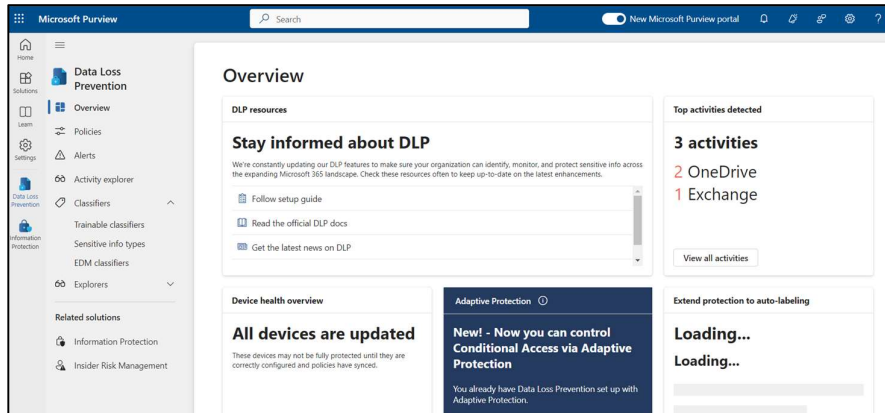 Microsoft Purview
Search
New Microsoft Purview portal
?
Home
Solutions
Learn
Settings
Data Loss
Prevention
Information
Protection
Data Loss
Prevention
Overview
Policies
Alerts
Activity explorer
Classifiers
Trainable classifiers
Sensitive info types
EDM classifiers
Explorers
Related solutions
Information Protection
Insider Risk Management
Overview
DLP resources
Stay informed about DLP
We're constantly updating our DLP features to make sure your organization can identify, monitor, and protect sensitive info across
the expanding Microsoft 365 landscape. Check these resources often to keep up-to-date on the latest enhancements.
Follow setup guide
Read the official DLP docs
Get the latest news on DLP
Top activities detected
3 activities
2 OneDrive
1 Exchange
View all activities
Device health overview
All devices are updated
These devices may not be fully protected until they are
correctly configured and policies have synced.
Adaptive Protection
New! - Now you can control
Conditional Access via Adaptive
Protection
You already have Data Loss Prevention set up with
Adaptive Protection.
Extend protection to auto-labeling
Loading...
Loading...